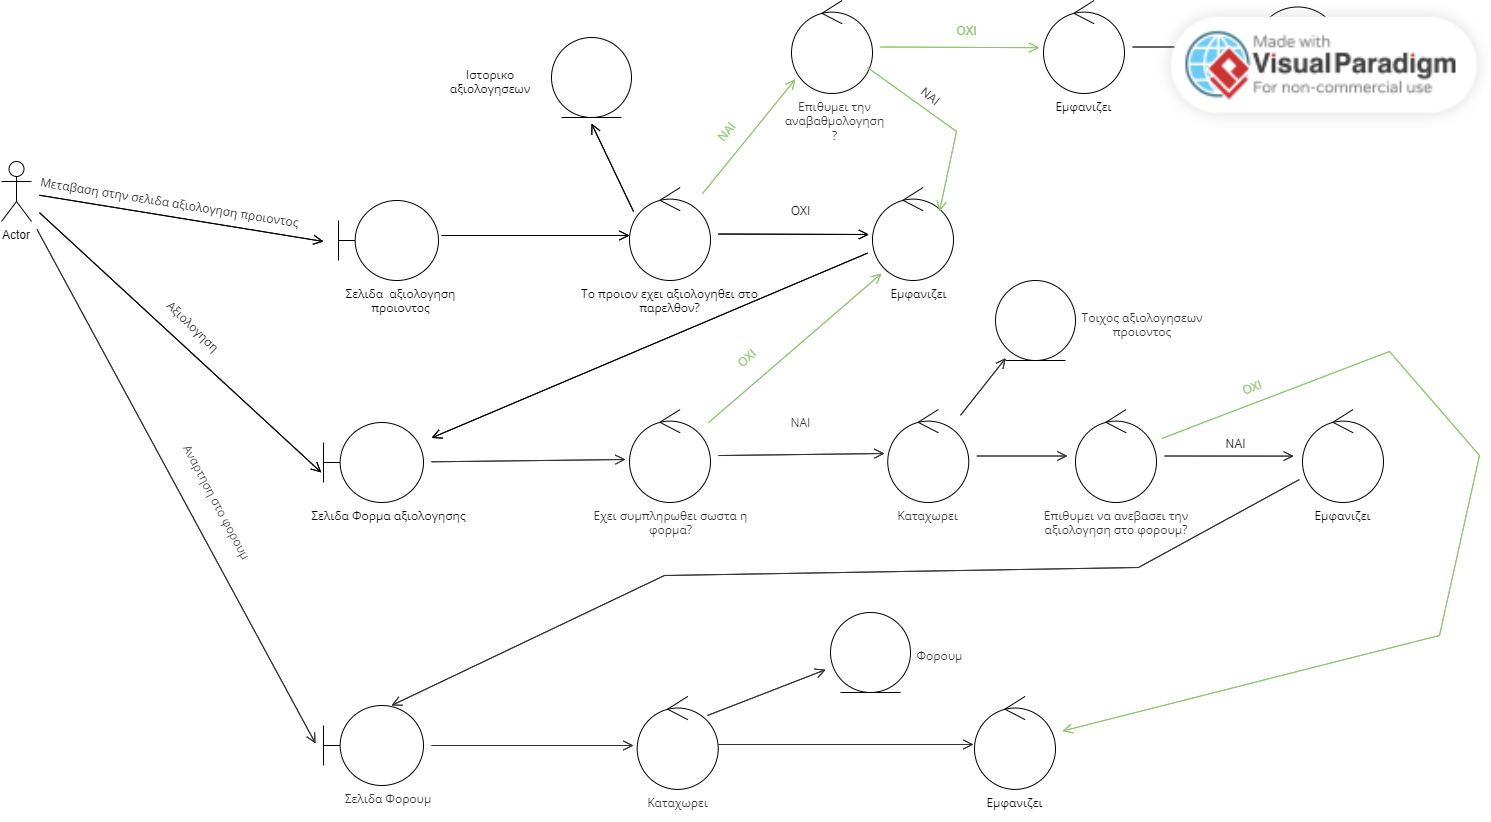 ΟΧΙ
Made with
Visual Paradigm
For non-commercial use
Ιστορικο
αξιολογησεων
ΝΑΙ
ΝΑΙ
Επιθυμει την
αναβαθμολογηση
?
Εμφανιζει
Μεταβαση στην σελιδα αξιολογηση προιοντος
Actor
ΟΧΙ
Σελιδα αξιολογηση
προιοντος
Το προιον εχει αξιολογηθει στο
παρελθον?
Εμφανιζει
Αξιολογηση
Τοιχος αξιολογησεων
προιοντος
ΟΧΙ
ΟΧΙ
ΝΑΙ
ΝΑΙ
Αναρτηση στο φορουμ
Σελιδα Φορμα αξιολογησης
Εχει συμπληρωθει σωστα η
φορμα?
Καταχωρει
Επιθυμει να ανεβασει την
αξιολογηση στο φορουμ?
Εμφανιζει
Φορουμ
Σελιδα Φορουμ
Καταχωρει
Εμφανιζει